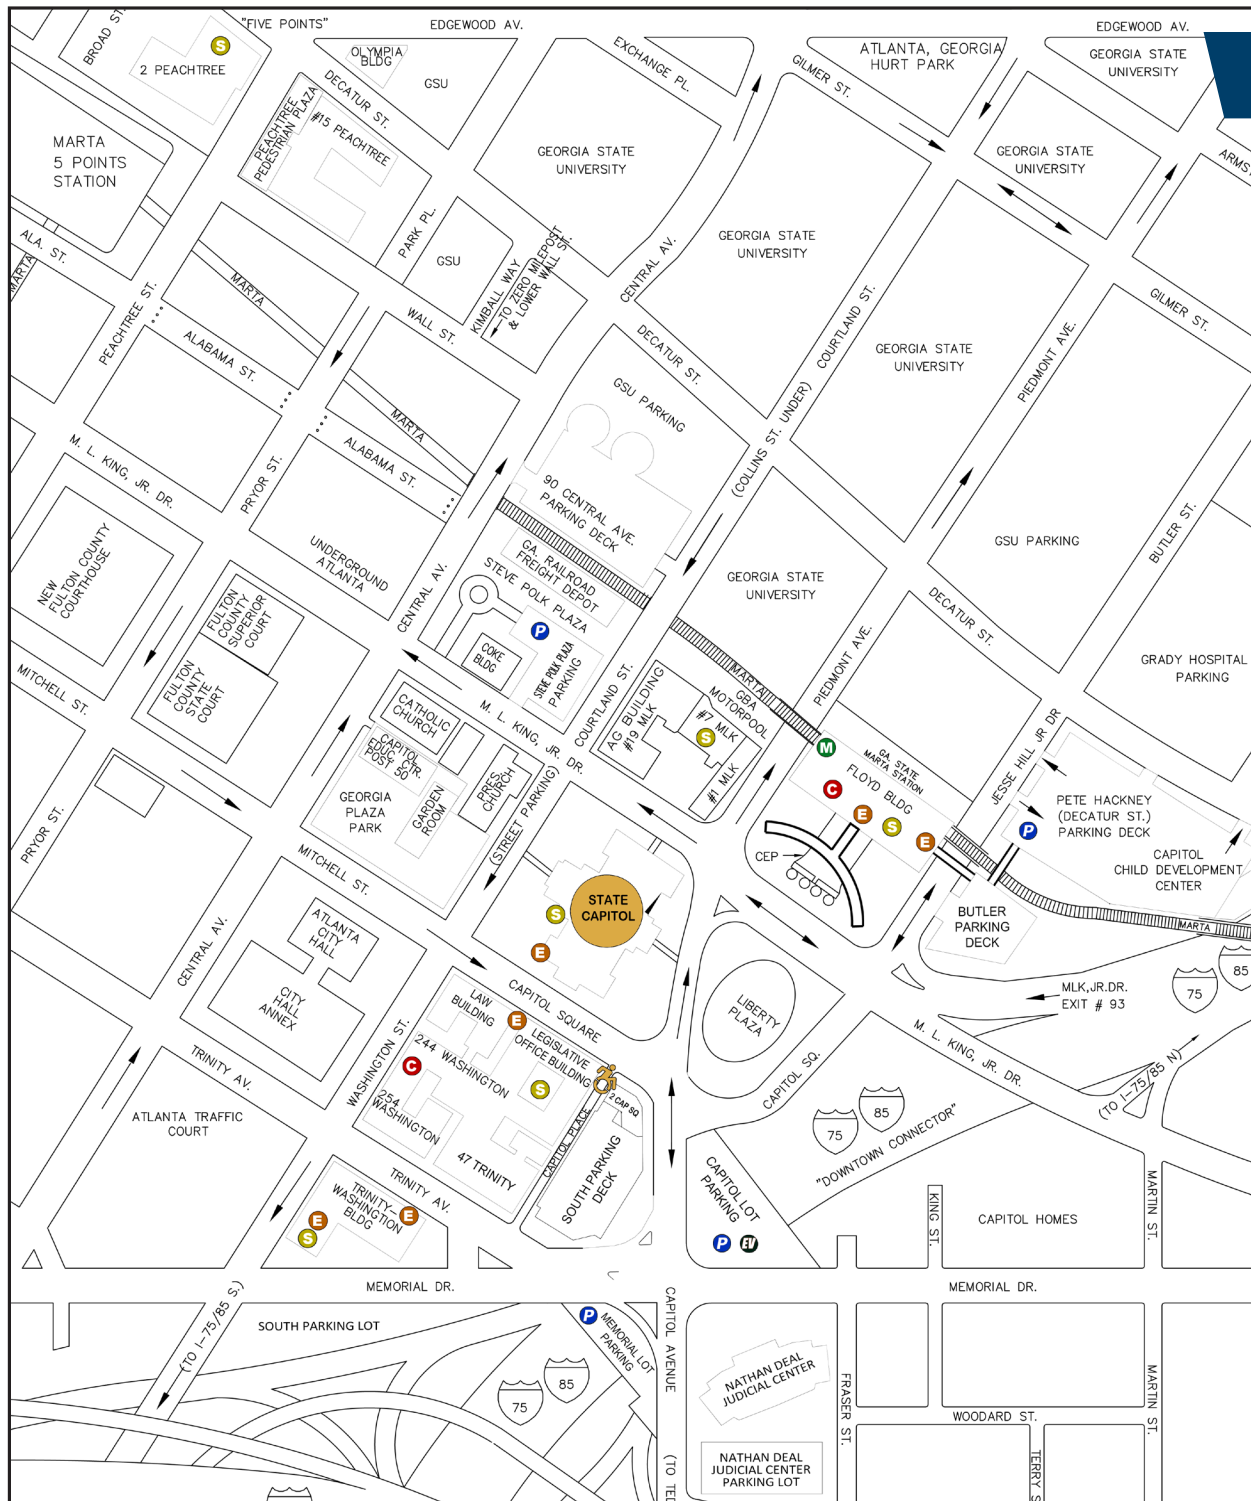 "FIVE POINTS"
EDGEWOOD AV.
EDGEWOOD AV.
BROAD ST.
S
2 PEACHTREE
OLYMPIA
BLDG
GSU
EXCHANGE PL.
GILMER ST.
ATLANTA, GEORGIA
HURT PARK
GEORGIA STATE
UNIVERSITY
DECATUR ST.
PEACHTREE
PEDESTRIAN PLAZA
#15 PEACHTREE
MARTA
5 POINTS
STATION
GEORGIA STATE
UNIVERSITY
GEORGIA STATE
UNIVERSITY
PARK PL.
GSU
KIMBALL WAY
TO ZERO MILEPOST
& LOWER WALL ST.
CENTRAL AV.
GEORGIA STATE
UNIVERSITY
ALA. ST.
MARTA
MARTA
PEACHTREE ST.
WALL ST.
DECATUR ST.
COURTLAND ST.
(COLLINS ST. UNDER)
GILMER ST.
GEORGIA STATE
UNIVERSITY
PIEDMONT AVE.
ALABAMA ST.
MARTA
GSU PARKING
M. L. KING, JR. DR.
PRYOR ST.
ALABAMA ST.
90 CENTRAL AVE.
PARKING DECK
GSU PARKING
BUTLER ST.
NEW
FULTON COUNTY
COURTHOUSE
UNDERGROUND
ATLANTA
CENTRAL AV.
GA. RAILROAD
FREIGHT DEPOT
STEVE POLK PLAZA
P
GEORGIA STATE
UNIVERSITY
DECATUR ST.
FULTON
COUNTY
SUPERIOR
COURT
FULTON
COUNTY
STATE
COURT
COKE
BLDG
STEVE POLK PLAZA
PARKING
COURTLAND ST.
MARTA
PIEDMONT AVE.
GRADY HOSPITAL
PARKING
MITCHELL ST.
CATHOLIC
CHURCH
M. L. KING, JR. DR.
AG BUILDING
#19 MLK
GBA
MOTORPOOL
#7 MLK
S
#1 MLK
M
GA. STATE
MARTA STATION
FLOYD BLDG
C
E
S
E
JESSE HILL JR DR
CAPITOL
EDUC. CTR.
POST 50
GEORGIA
PLAZA
PARK
GARDEN
ROOM
PRES.
CHURCH
(STREET PARKING)
PETE HACKNEY
(DECATUR ST.)
PARKING DECK
P
CAPITOL
CHILD DEVELOPMENT
CENTER
CEP
PRYOR ST.
MITCHELL ST.
STATE
CAPITOL
S
E
BUTLER
PARKING
DECK
MARTA
ATLANTA
CITY
HALL
CITY
HALL
ANNEX
CENTRAL AV.
CAPITOL SQUARE
LIBERTY
PLAZA
MLK,JR.DR.
EXIT # 93
75
85
LAW
BUILDING
E
LEGISLATIVE
OFFICE BUILDING
WASHINGTON ST.
244 WASHINGTON
C
S
254
WASHINGTON
2 CAP SQ
CAPITOL PLACE
CAPITOL SQ.
M. L. KING, JR. DR.
(TO I-75/85 N)
TRINITY AV.
ATLANTA TRAFFIC
COURT
47 TRINITY
SOUTH PARKING
DECK
75
85
"DOWNTOWN CONNECTOR"
TRINITY AV.
TRINITY-
WASHINGTION
BLDG
E
E
S
CAPITOL LOT
PARKING
P
EV
KING ST.
CAPITOL HOMES
MARTIN ST.
MEMORIAL DR.
MEMORIAL DR.
(TO I-75/85 S.)
SOUTH PARKING LOT
P
MEMORIAL LOT
PARKING
CAPITOL AVENUE
75
85
NATHAN DEAL
JUDICIAL CENTER
FRASER ST.
WOODARD ST.
MARTIN ST.
NATHAN DEAL
JUDICIAL CENTER
PARKING LOT